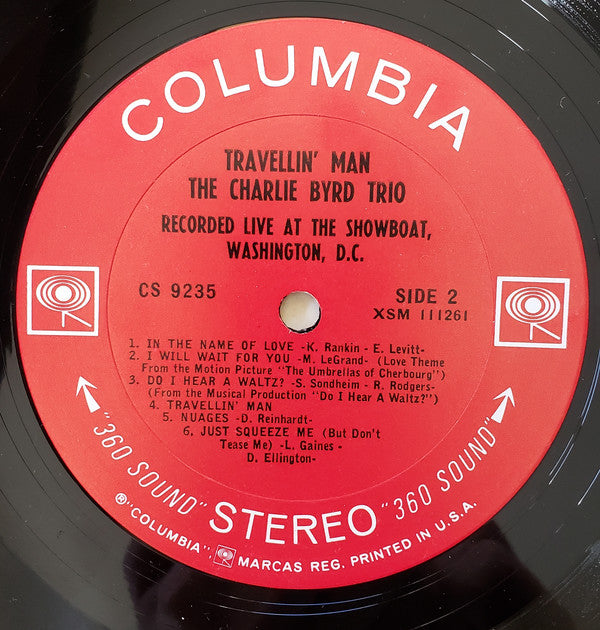 COLUMBIA
TRAVELLIN' MAN
THE CHARLIE BYRD TRIO
RECORDED LIVE AT THE SHOWBOAT,
WASHINGTON, D.C.
CS 9235
SIDE 2
XSM 111261
1. IN THE NAME OF LOVE -K. Rankin - E. Levitt-
2. I WILL WAIT FOR YOU -M. LeGrand- (Love Theme
From the Motion Picture "The Umbrellas of Cherbourg")
3. DO I HEAR A WALTZ? -S. Sondheim - R. Rodgers-
(From the Musical Production "Do I Hear A Waltz?")
4. TRAVELLIN' MAN
5. NUAGES -D. Reinhardt-
6. JUST SQUEEZE ME (But Don't
Tease Me) -L. Gaines -
D. Ellington-
"360 SOUND" STEREO "360 SOUND"
® "COLUMBIA", MARCAS REG. PRINTED IN U.S.A.